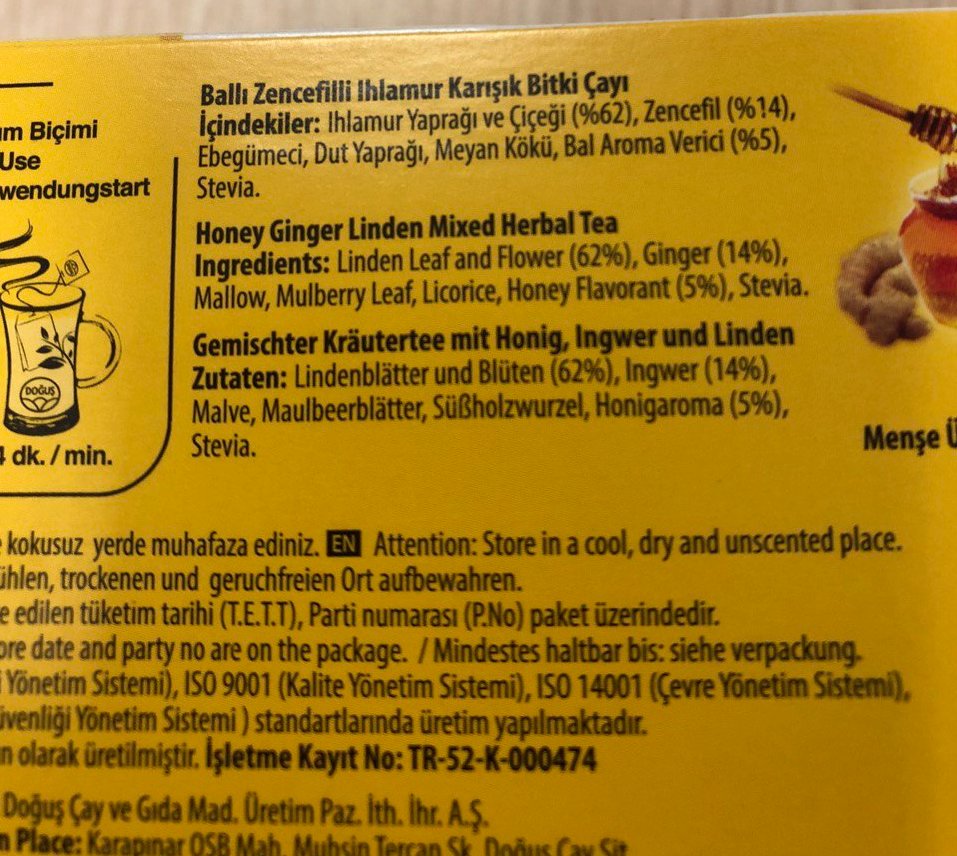 Biçimi
Use
dk. / min.
DOĞUŞ
Ballı Zencefilli Ihlamur Karışık Bitki Çayı
İçindekiler: Ihlamur Yaprağı ve Çiçeği (%62), Zencefil (%14),
Ebegümeci, Dut Yaprağı, Meyan Kökü, Bal Aroma Verici (%5),
Stevia.
Honey Ginger Linden Mixed Herbal Tea
Ingredients: Linden Leaf and Flower (62%), Ginger (14%),
Mallow, Mulberry Leaf, Licorice, Honey Flavorant (5%), Stevia.
Gemischter Kräutertee mit Honig, Ingwer und Linden
Zutaten: Lindenblätter und Blüten (62%), Ingwer (14%),
Malve, Maulbeerblätter, Süßholzwurzel, Honigaroma (5%),
Stevia.
Menşe
kokusuz yerde muhafaza ediniz. EN Attention: Store in a cool, dry and unscented place.
trockenen und geruchfreien Ort aufbewahren.
edilen tüketım tarihi (T.E.T.T), Parti numarası (P.No) paket üzerindedir.
date and party no are on the package. / Mindestes haltbar bis: siehe verpackung.
Yönetim Sistemi), ISO 9001 (Kalite Yönetim Sistemi), ISO 14001 (Çevre Yönetim Sistemi),
Yönetim Sistemi ) standartlarında üretim yapılmaktadır.
olarak üretilmiştir. İşletme Kayıt No: TR-52-K-000474
Doğuş Çay ve Gıda Mad. Üretim Paz. İth. İhr. A.Ş.
Place: Karapınar OSB Mah. Muhsin Tercan Sk. Doğuş Çay Sit